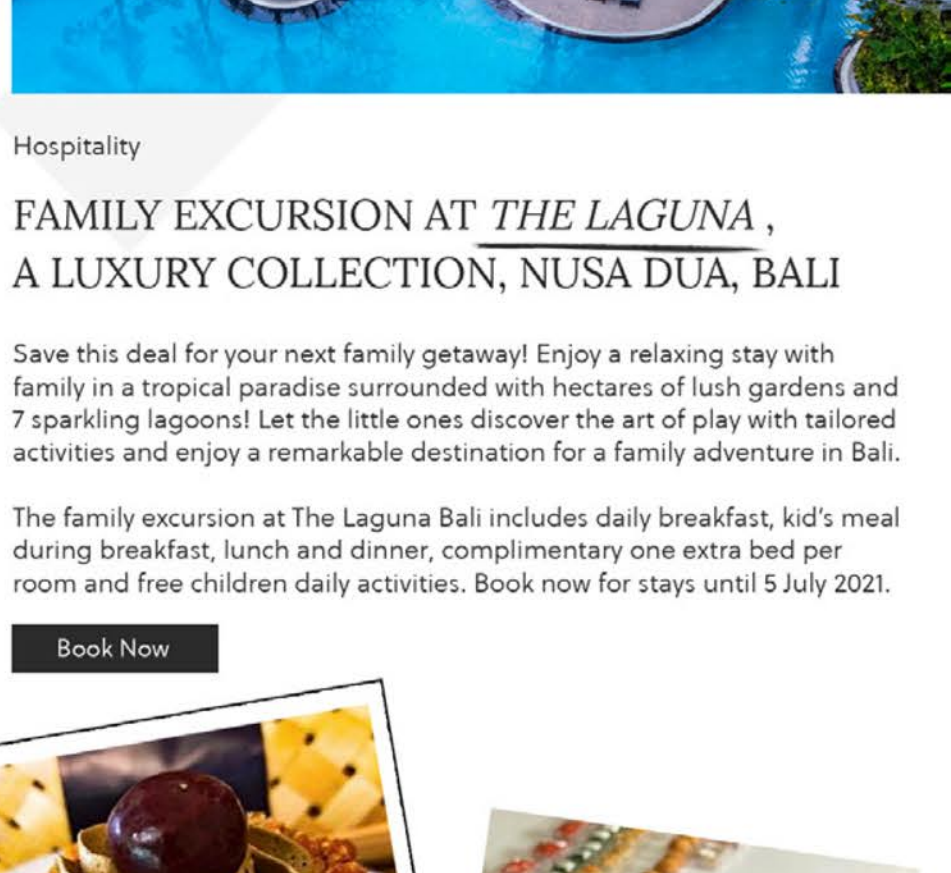 Hospitality
FAMILY EXCURSION AT THE LAGUNA ,
A LUXURY COLLECTION, NUSA DUA, BALI
Save this deal for your next family getaway! Enjoy a relaxing stay with
family in a tropical paradise surrounded with hectares of lush gardens and
7 sparkling lagoons! Let the little ones discover the art of play with tailored
activities and enjoy a remarkable destination for a family adventure in Bali.
The family excursion at The Laguna Bali includes daily breakfast, kid's meal
during breakfast, lunch and dinner, complimentary one extra bed per
room and free children daily activities. Book now for stays until 5 July 2021.
Book Now